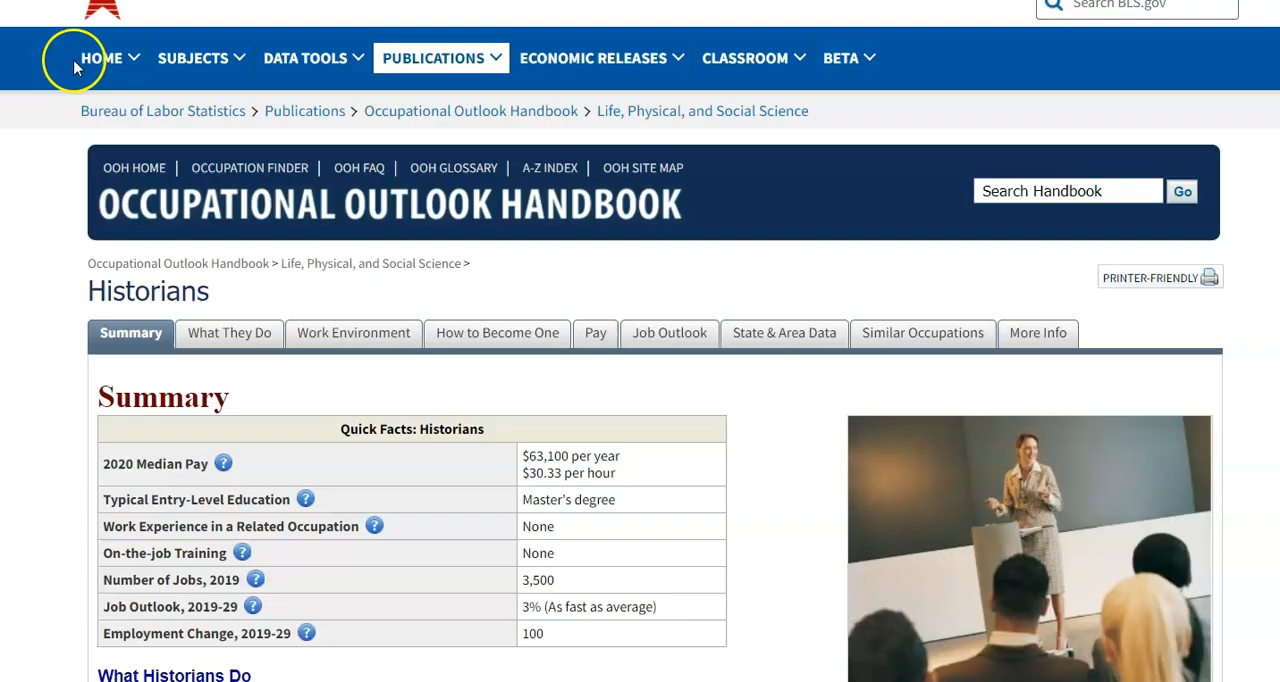 Search BLS.gov
HOME SUBJECTS DATA TOOLS PUBLICATIONS ECONOMIC RELEASES CLASSROOM BETA
Bureau of Labor Statistics > Publications > Occupational Outlook Handbook > Life, Physical, and Social Science
OOH HOME | OCCUPATION FINDER | OOH FAQ | OOH GLOSSARY | A-Z INDEX | OOH SITE MAP
OCCUPATIONAL OUTLOOK HANDBOOK
Search Handbook Go
Occupational Outlook Handbook > Life, Physical, and Social Science >
PRINTER-FRIENDLY
Historians
Summary What They Do Work Environment How to Become One Pay Job Outlook State & Area Data Similar Occupations More Info
Summary
Quick Facts: Historians
2020 Median Pay ? $63,100 per year
$30.33 per hour
Typical Entry-Level Education ? Master's degree
Work Experience in a Related Occupation ? None
On-the-job Training ? None
Number of Jobs, 2019 ? 3,500
Job Outlook, 2019-29 ? 3% (As fast as average)
Employment Change, 2019-29 ? 100
What Historians Do